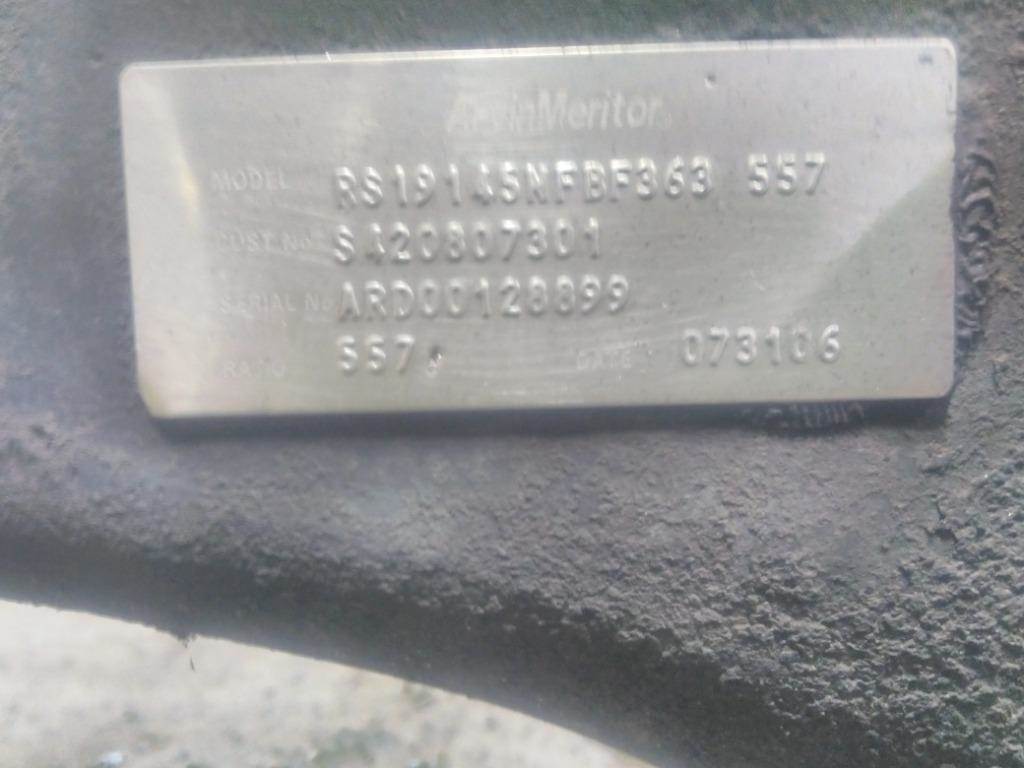 ArvinMeritor
MODEL RS19145NFBF363 557
CUST. No S420807301
SERIAL No ARD00128899
RATIO 557 DATE 073106